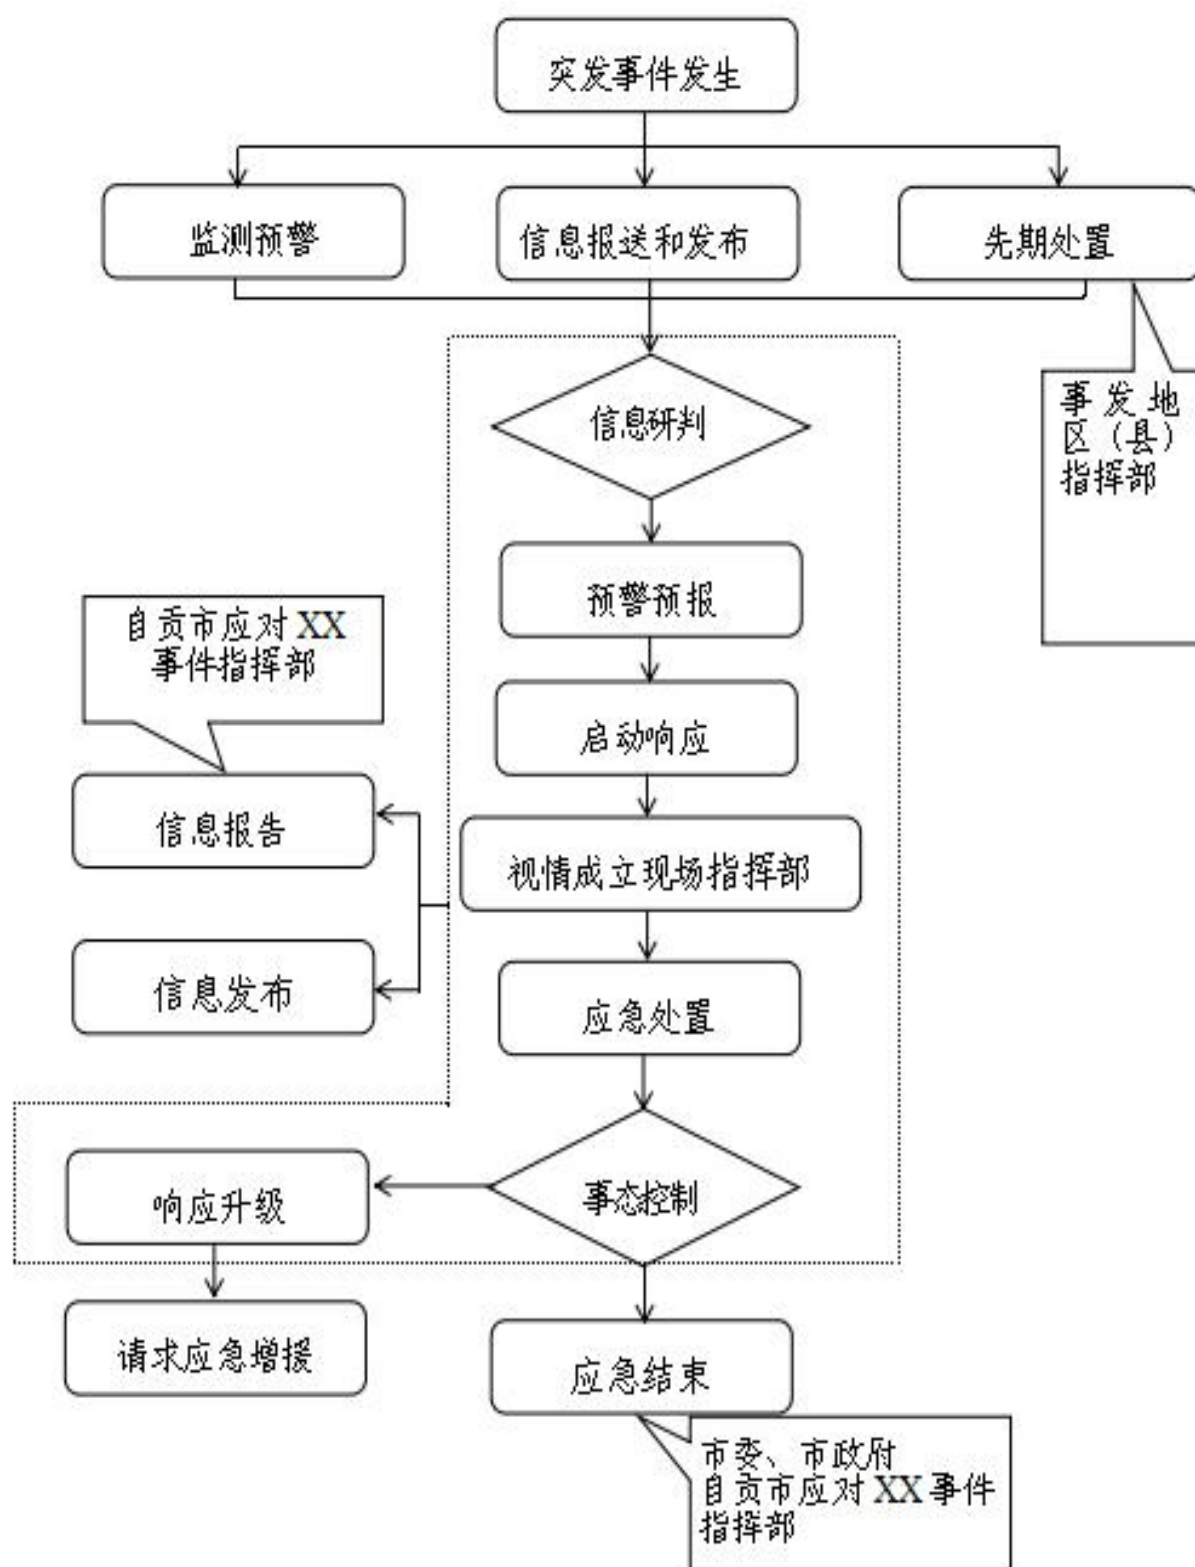 突发事件发生
监测预警
信息报送和发布
先期处置
事发地
区（县）
指挥部
信息研判
预警预报
自贡市应对XX
事件指挥部
启动响应
信息报告
视情成立现场指挥部
信息发布
应急处置
响应升级
事态控制
请求应急增援
应急结束
市委、市政府
自贡市应对XX事件
指挥部